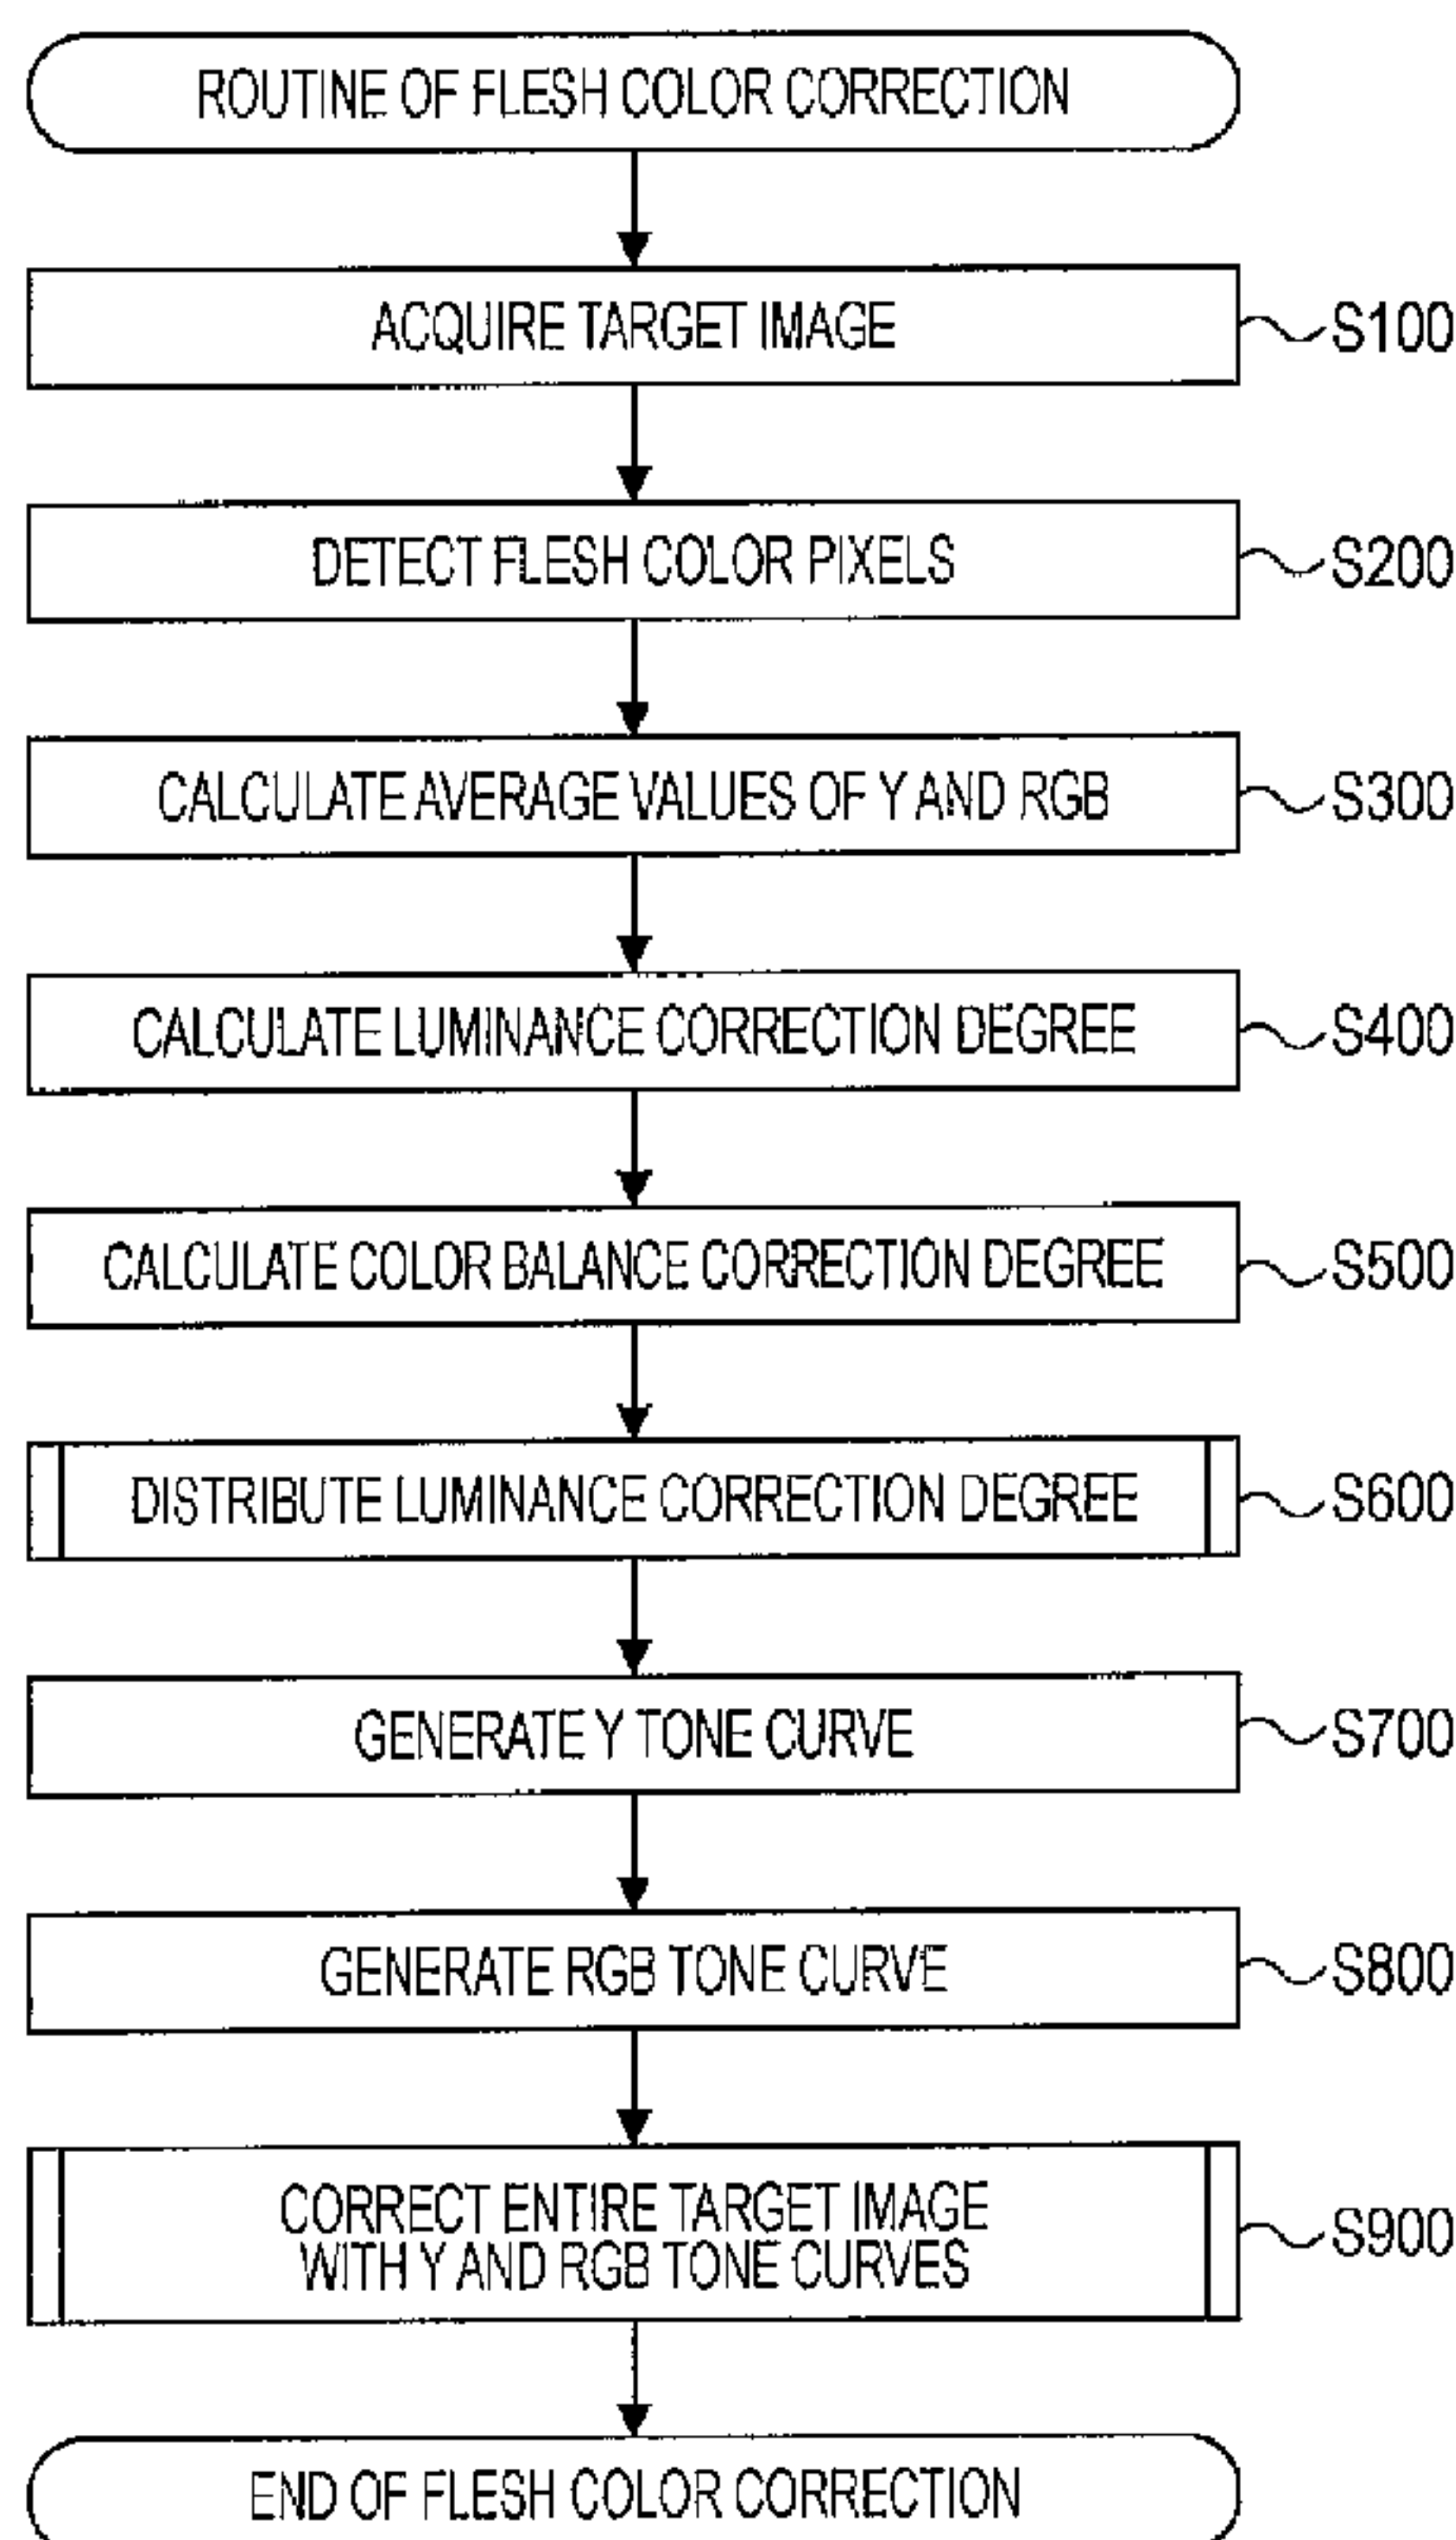 ROUTINE OF FLESH COLOR CORRECTION
ACQUIRE TARGET IMAGE
S100
DETECT FLESH COLOR PIXELS
S200
CALCULATE AVERAGE VALUES OF Y AND RGB
S300
CALCULATE LUMINANCE CORRECTION DEGREE
S400
CALCULATE COLOR BALANCE CORRECTION DEGREE
S500
DISTRIBUTE LUMINANCE CORRECTION DEGREE
S600
GENERATE Y TONE CURVE
S700
GENERATE RGB TONE CURVE
S800
CORRECT ENTIRE TARGET IMAGE
WITH Y AND RGB TONE CURVES
S900
END OF FLESH COLOR CORRECTION